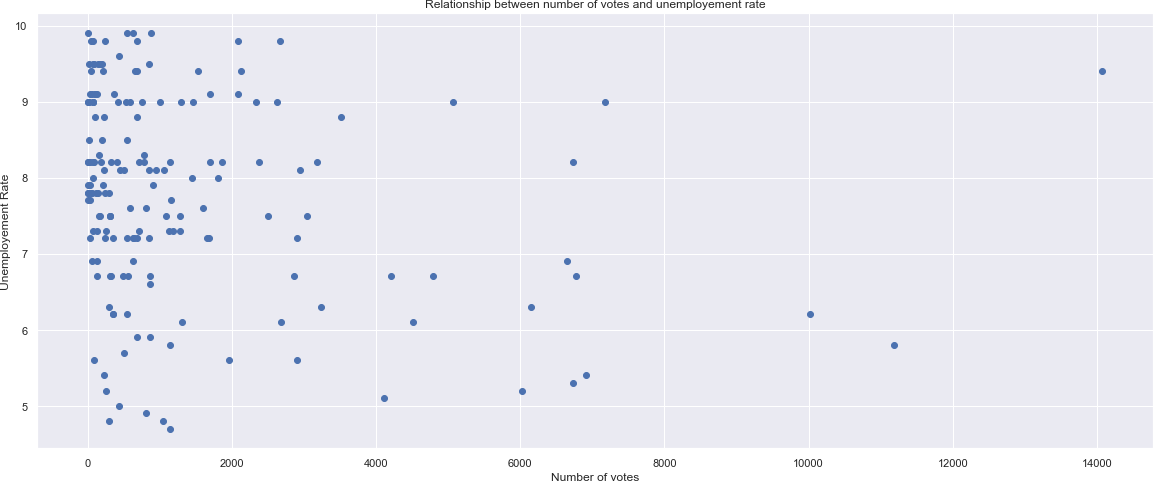 Relationship between number of votes and unemployement rate
Unemployement Rate
10
9
8
7
6
5
0 2000 4000 6000 8000 10000 12000 14000
Number of votes